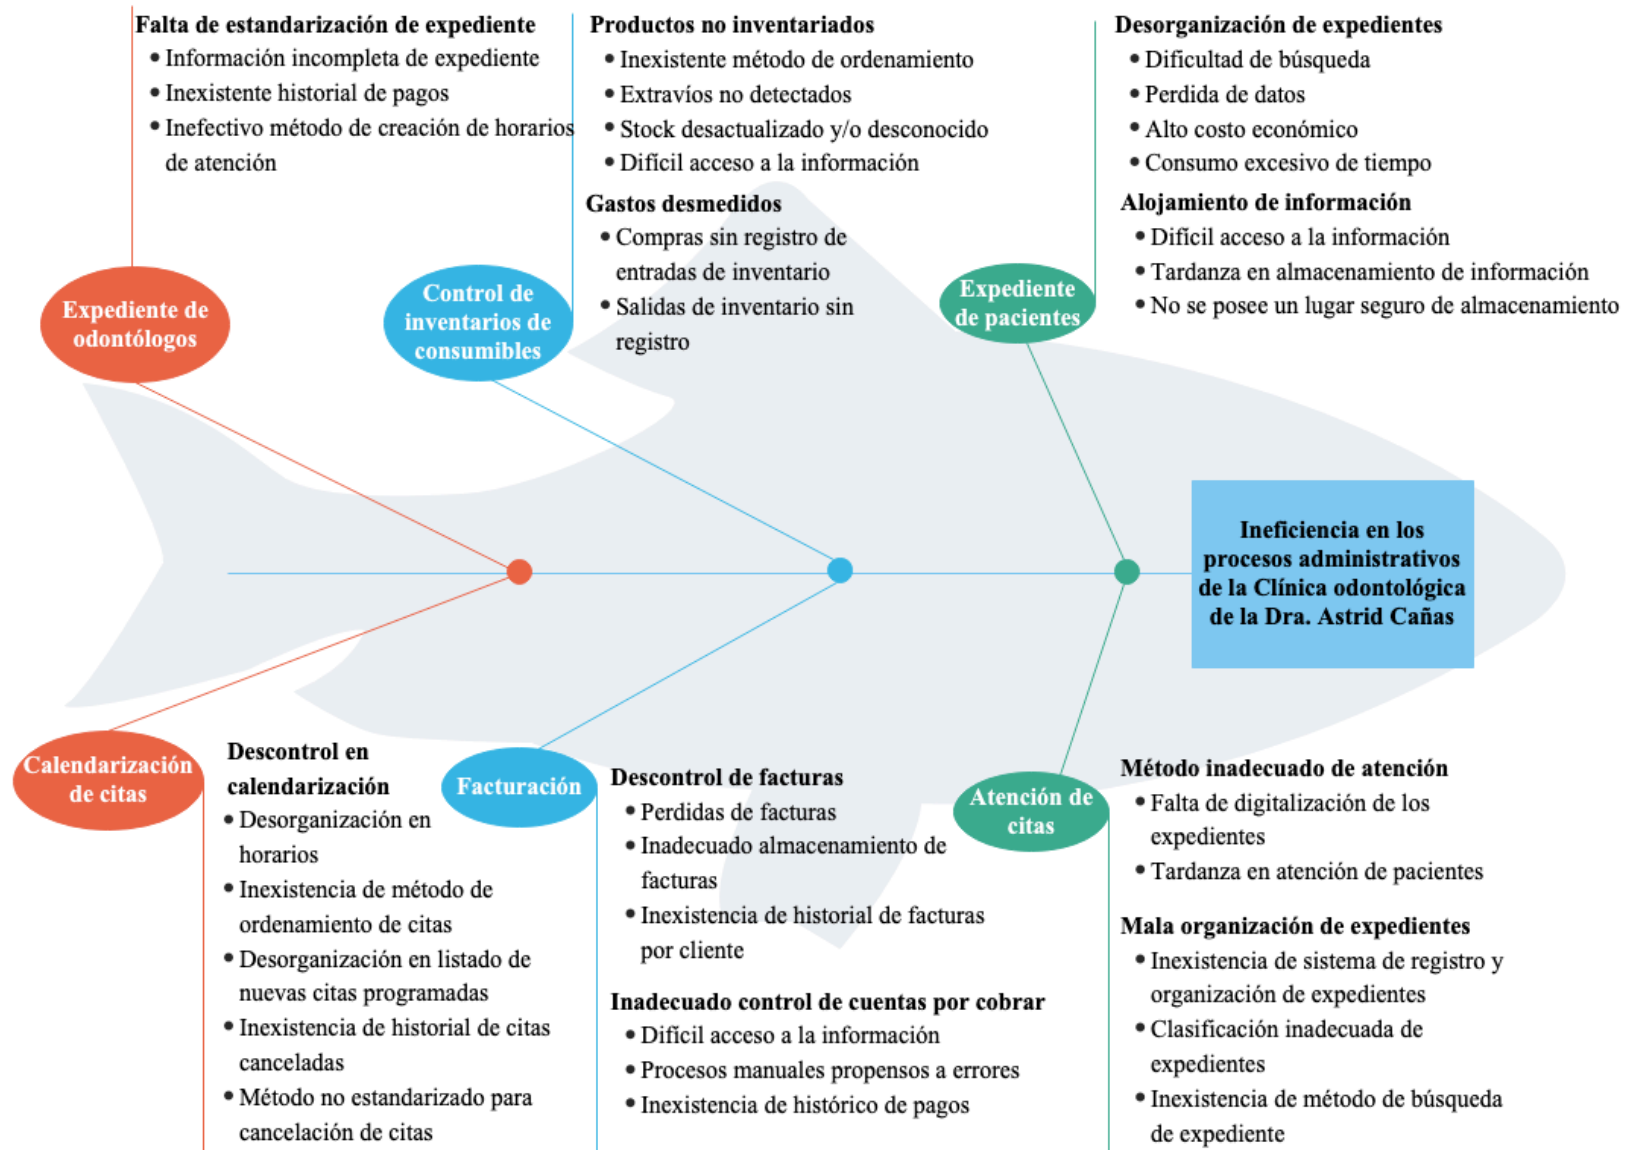 Falta de estandarización de expediente
• Información incompleta de expediente
• Inexistente historial de pagos
• Inefectivo método de creación de horarios
de atención
Expediente de
odontólogos
Productos no inventariados
• Inexistente método de ordenamiento
• Extravíos no detectados
• Stock desactualizado y/o desconocido
• Difícil acceso a la información
Gastos desmedidos
• Compras sin registro de
entradas de inventario
• Salidas de inventario sin
registro
Control de
inventarios de
consumibles
Desorganización de expedientes
• Dificultad de búsqueda
• Perdida de datos
• Alto costo económico
• Consumo excesivo de tiempo
Alojamiento de información
• Difícil acceso a la información
• Tardanza en almacenamiento de información
• No se posee un lugar seguro de almacenamiento
Expediente
de pacientes
Ineficiencia en los
procesos administrativos
de la Clínica odontológica
de la Dra. Astrid Cañas
Calendarización
de citas
Descontrol en
calendarización
• Desorganización en
horarios
• Inexistencia de método de
ordenamiento de citas
• Desorganización en listado de
nuevas citas programadas
• Inexistencia de historial de citas
canceladas
• Método no estandarizado para
cancelación de citas
Facturación
Descontrol de facturas
• Perdidas de facturas
• Inadecuado almacenamiento de
facturas
• Inexistencia de historial de facturas
por cliente
Inadecuado control de cuentas por cobrar
• Difícil acceso a la información
• Procesos manuales propensos a errores
• Inexistencia de histórico de pagos
Atención de
citas
Método inadecuado de atención
• Falta de digitalización de los
expedientes
• Tardanza en atención de pacientes
Mala organización de expedientes
• Inexistencia de sistema de registro y
organización de expedientes
• Clasificación inadecuada de
expedientes
• Inexistencia de método de búsqueda
de expediente